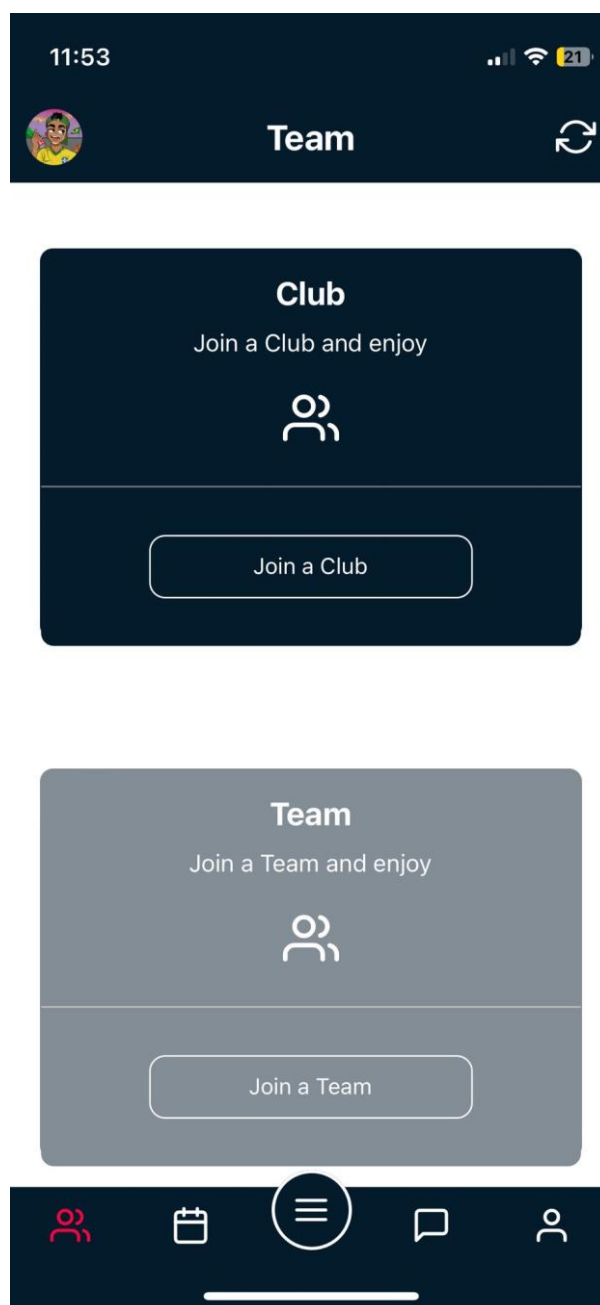 11:53
21
Team
Club
Join a Club and enjoy
Join a Club
Team
Join a Team and enjoy
Join a Team